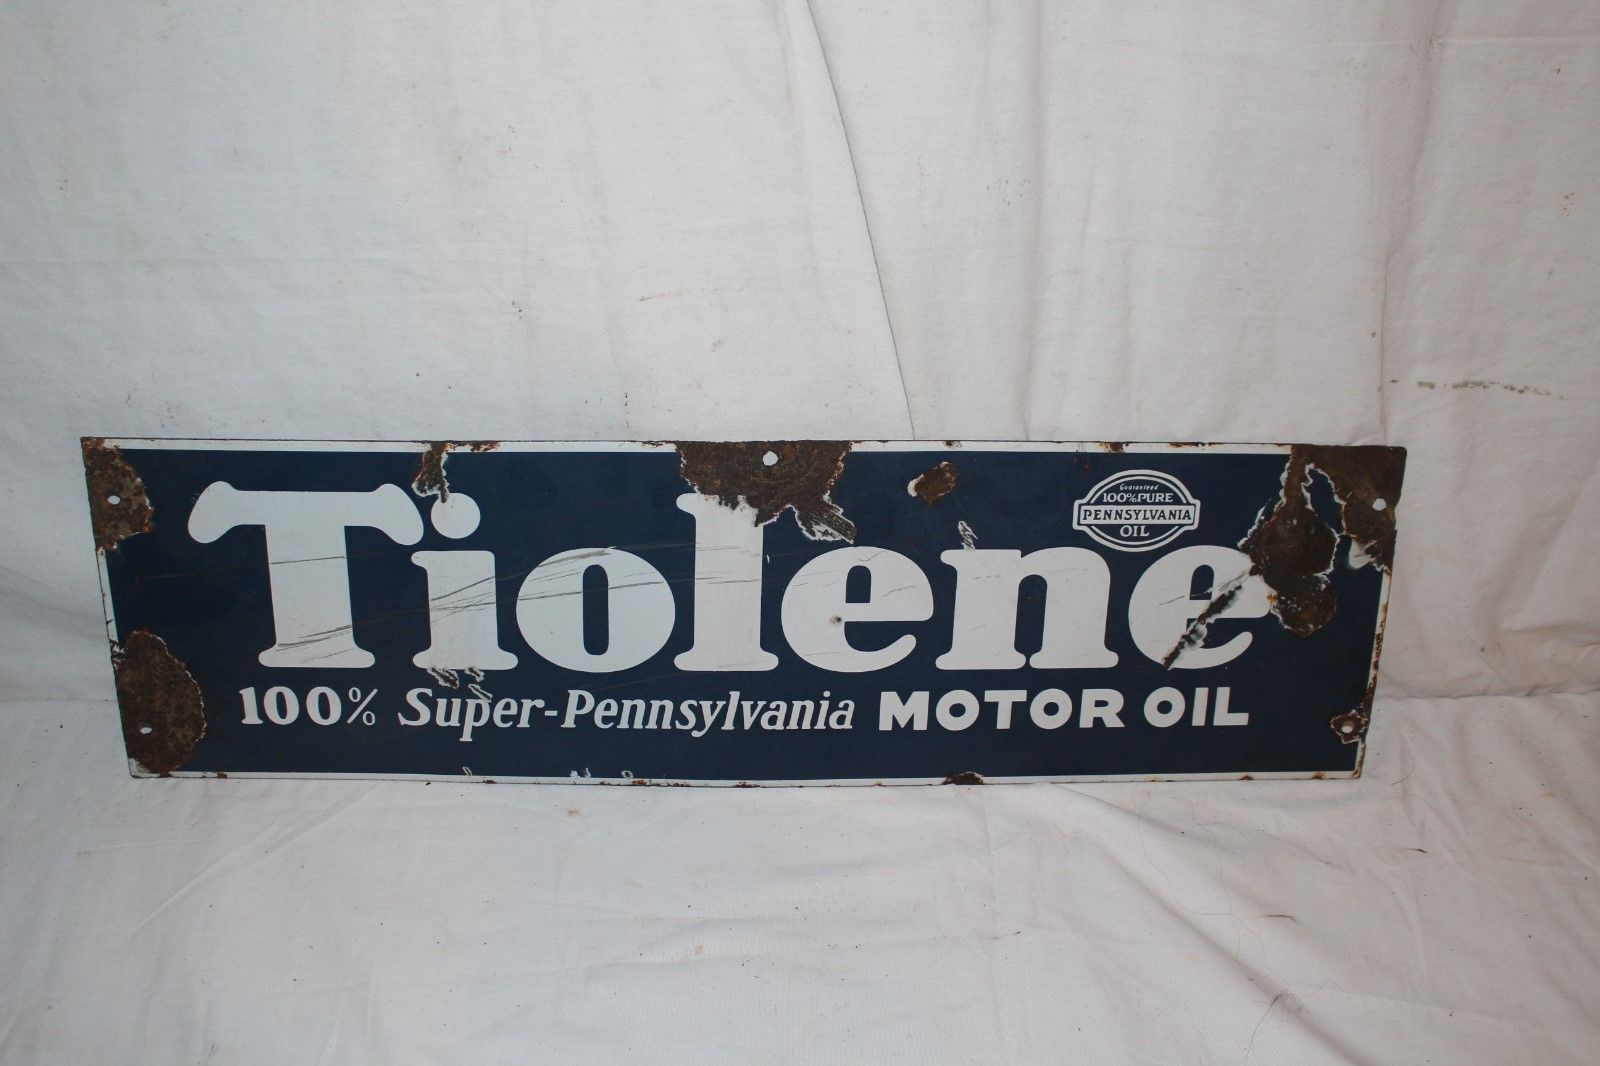 Tiolene
Guaranteed
100% PURE
PENNSYLVANIA
OIL
100% Super-Pennsylvania MOTOR OIL